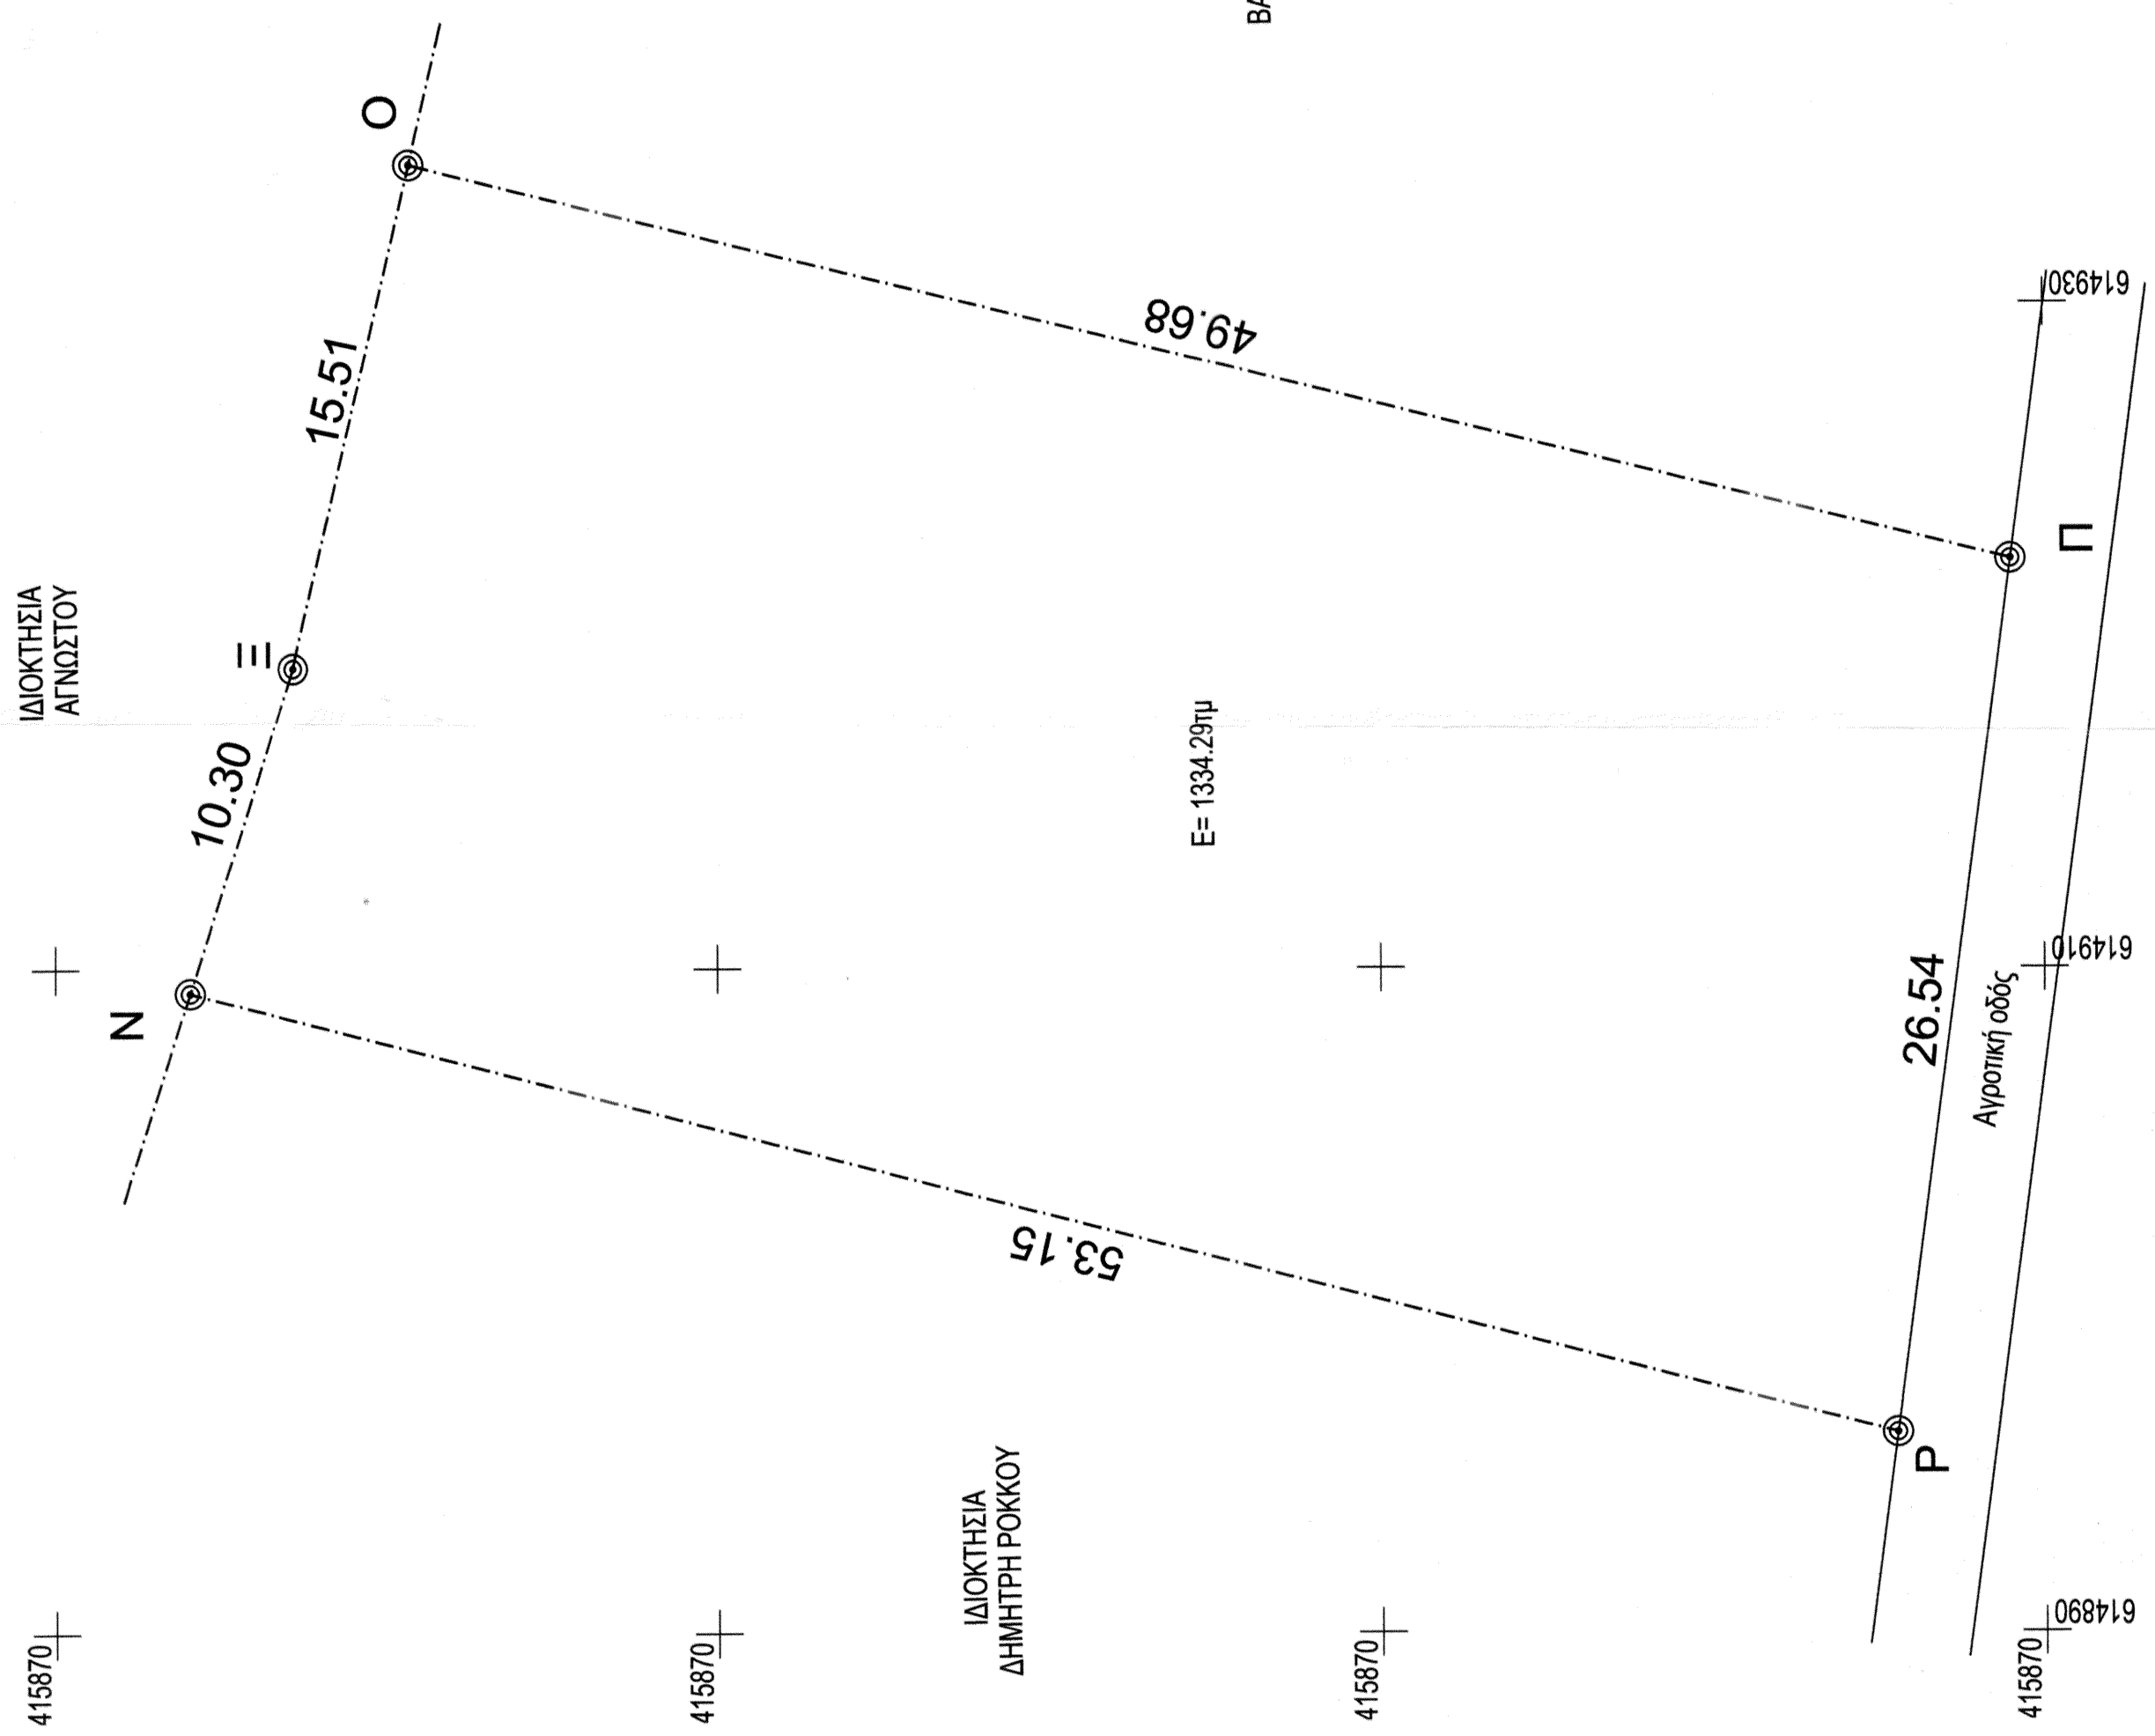 ΙΔΙΟΚΤΗΣΙΑ
ΑΓΝΩΣΤΟΥ
Ν
10.30
Ξ
15.51
Ο
49.68
53.15
Ε= 1334.29τμ
ΙΔΙΟΚΤΗΣΙΑ
ΔΗΜΗΤΡΗ ΡΟΚΚΟΥ
Ρ
26.54
Π
Αγροτική οδός
415870
415870
415870
415870
614890
614910
614930
ΒΑ